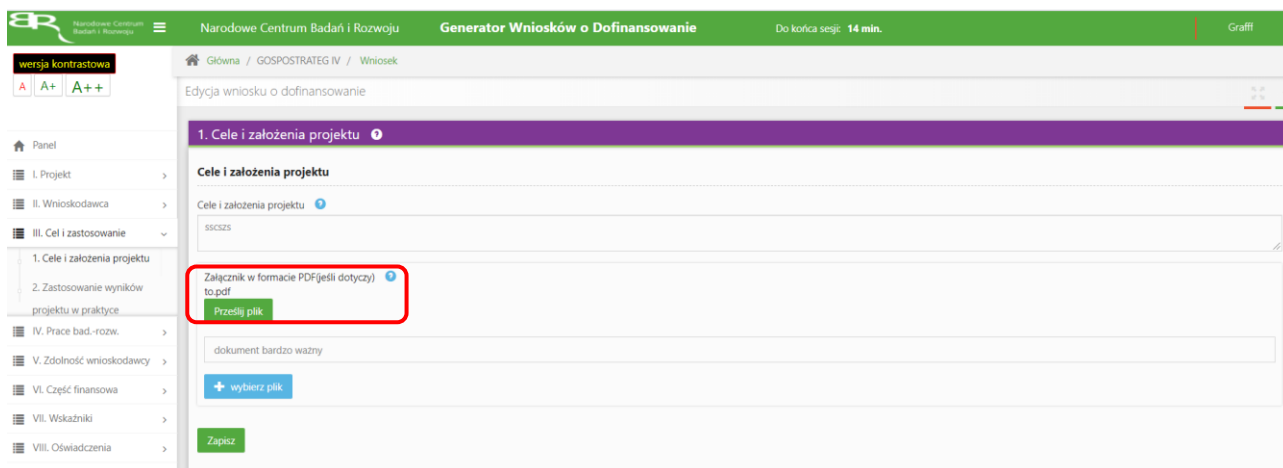 Narodowe Centrum
Badań i Rozwoju
Narodowe Centrum Badań i Rozwoju Generator Wniosków o Dofinansowanie Do końca sesji: 14 min. Grafff
wersja kontrastowa
A A+ A++
Główna / GOSPOSTRATEG IV / Wniosek
Edycja wniosku o dofinansowanie
Panel
I. Projekt
II. Wnioskodawca
III. Cel i zastosowanie
1. Cele i założenia projektu
2. Zastosowanie wyników
projektu w praktyce
IV. Prace bad.-rozw.
V. Zdolność wnioskodawcy
VI. Część finansowa
VII. Wskaźniki
VIII. Oświadczenia
1. Cele i założenia projektu
Cele i założenia projektu
Cele i założenia projektu
sscszs
Załącznik w formacie PDF(jeśli dotyczy)
to.pdf
Prześlij plik
dokument bardzo ważny
wybierz plik
Zapisz